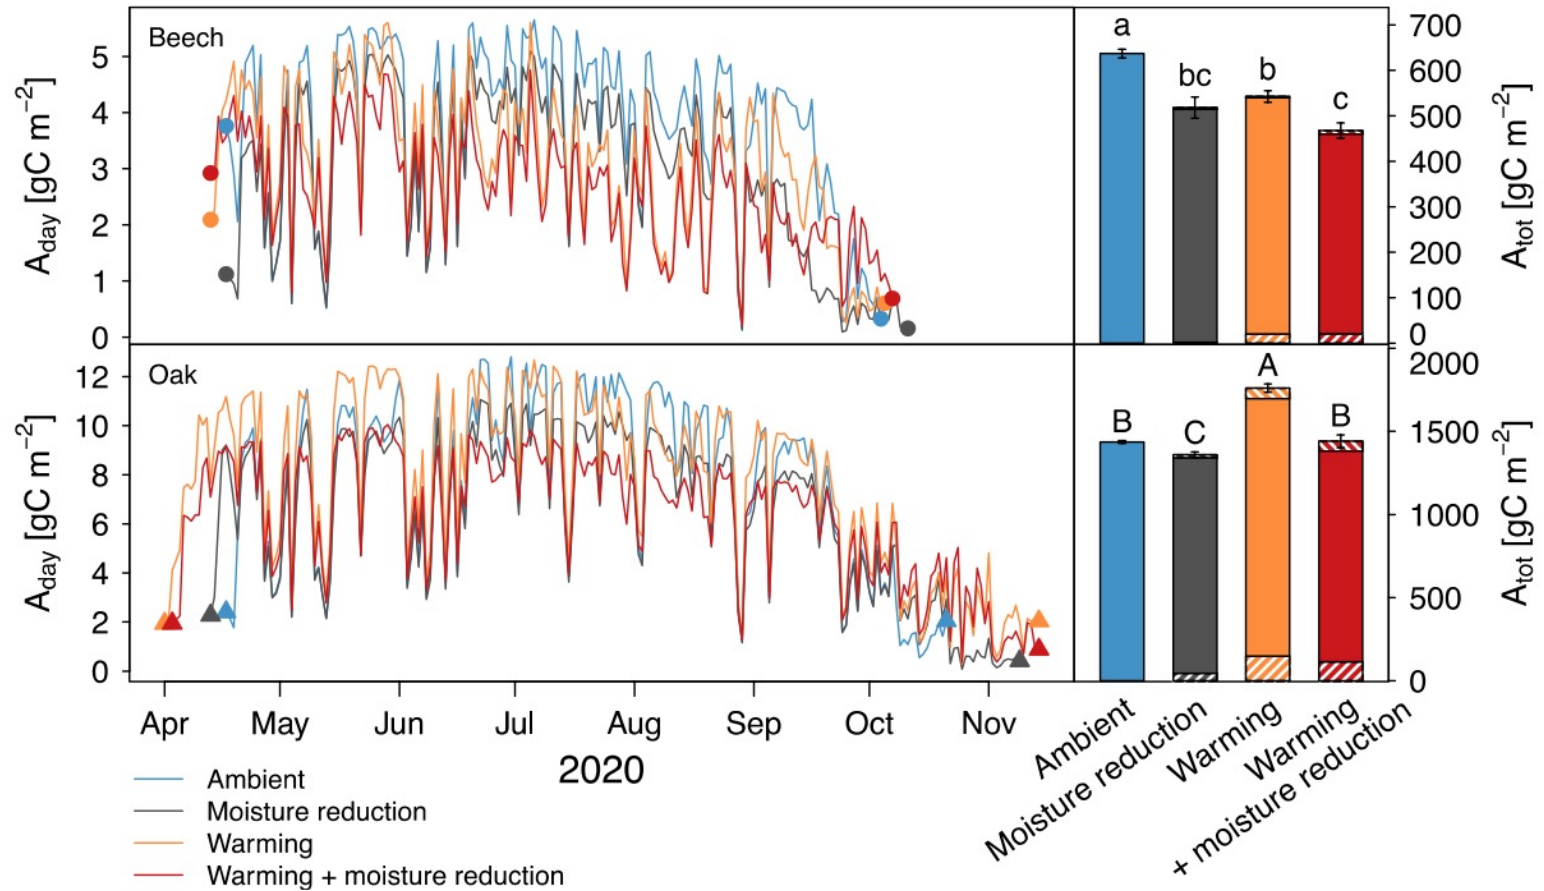 Beech
A_day [gC m⁻²]
5
4
3
2
1
0
a
bc
b
c
700
600
500
400
300
200
100
0
A_tot [gC m⁻²]
Oak
A_day [gC m⁻²]
12
10
8
6
4
2
0
B
C
A
B
2000
1500
1000
500
0
A_tot [gC m⁻²]
Apr May Jun Jul Aug Sep Oct Nov
2020
Ambient
Moisture reduction
Warming
Warming
+ moisture reduction
Ambient
Moisture reduction
Warming
Warming + moisture reduction